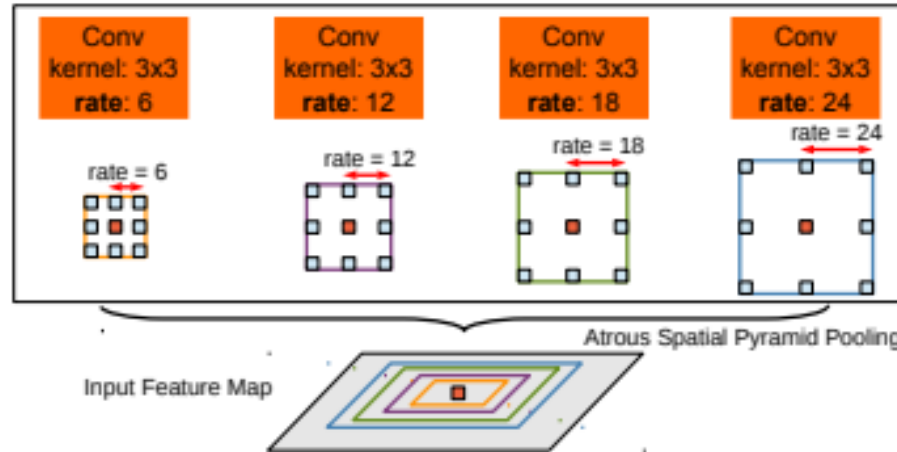 Conv
kernel: 3x3
rate: 6
Conv
kernel: 3x3
rate: 12
Conv
kernel: 3x3
rate: 18
Conv
kernel: 3x3
rate: 24
rate = 6
rate = 12
rate = 18
rate = 24
Atrous Spatial Pyramid Pooling
Input Feature Map